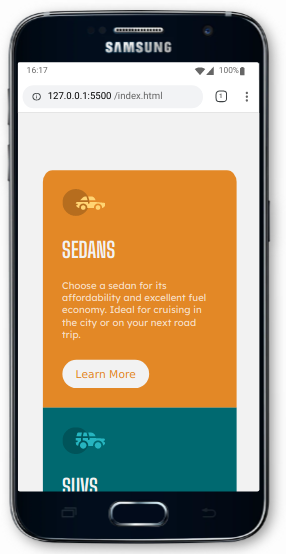 SAMSUNG
16:17
100%
127.0.0.1:5500 /index.html
1
SEDANS
Choose a sedan for its
affordability and excellent fuel
economy. Ideal for cruising in
the city or on your next road
trip.
Learn More
SUVS